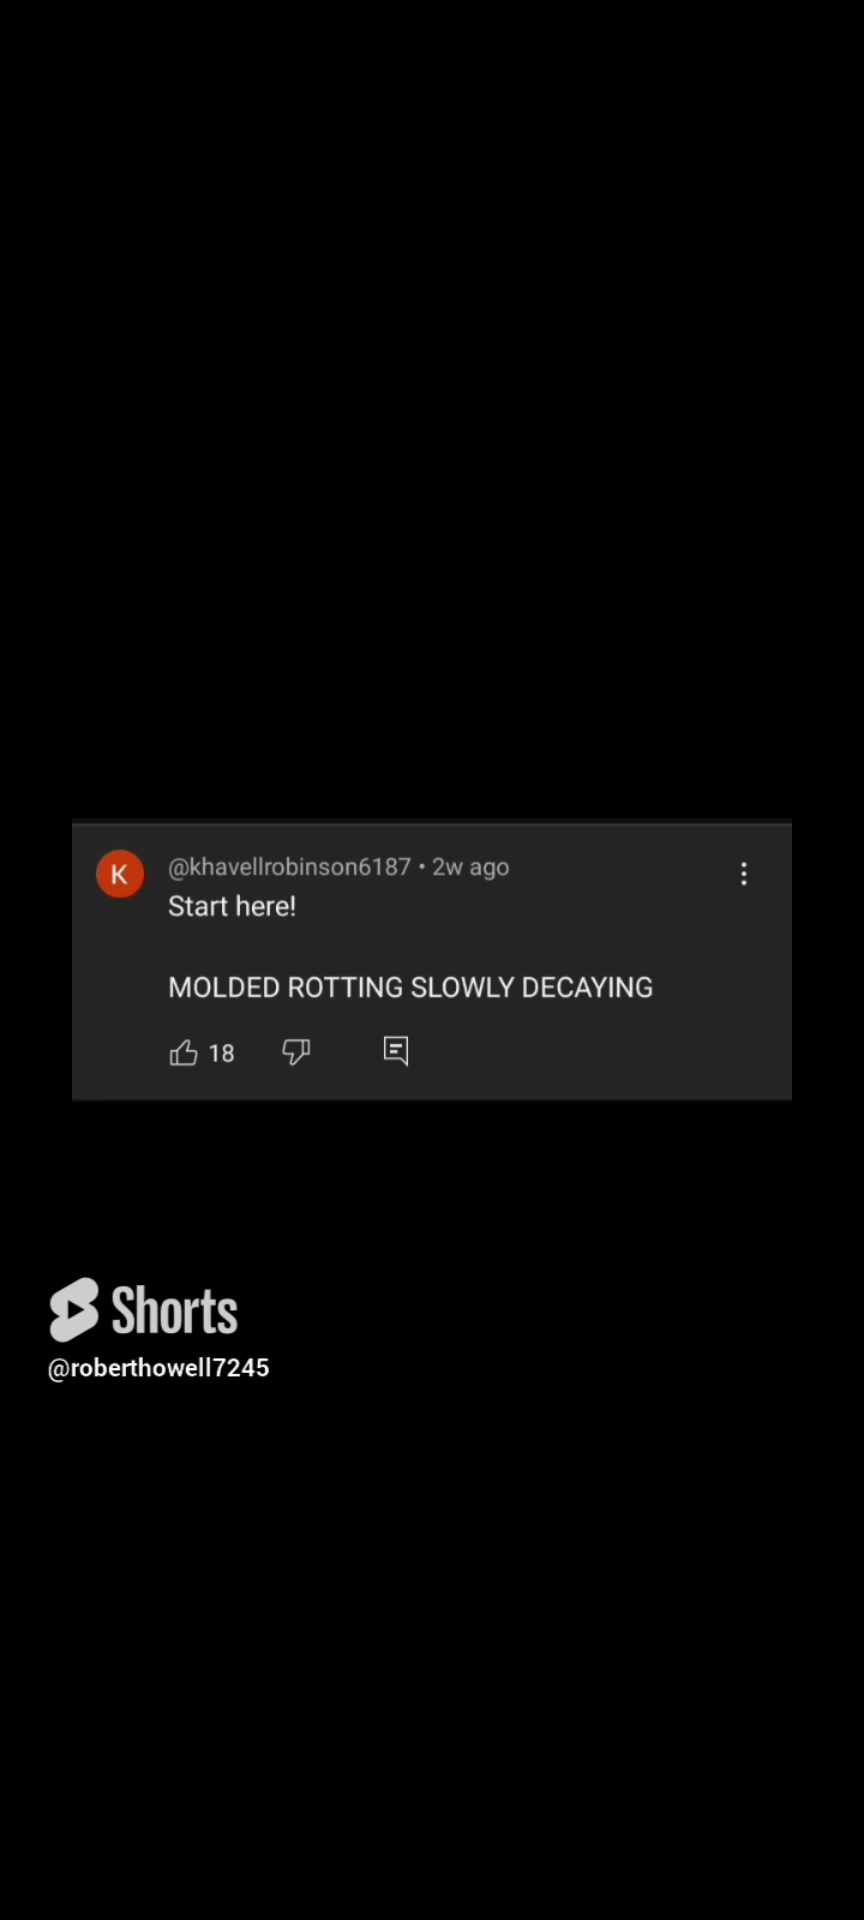 K
@khavellrobinson6187 • 2w ago
Start here!
MOLDED ROTTING SLOWLY DECAYING
18
Shorts
@roberthowell7245